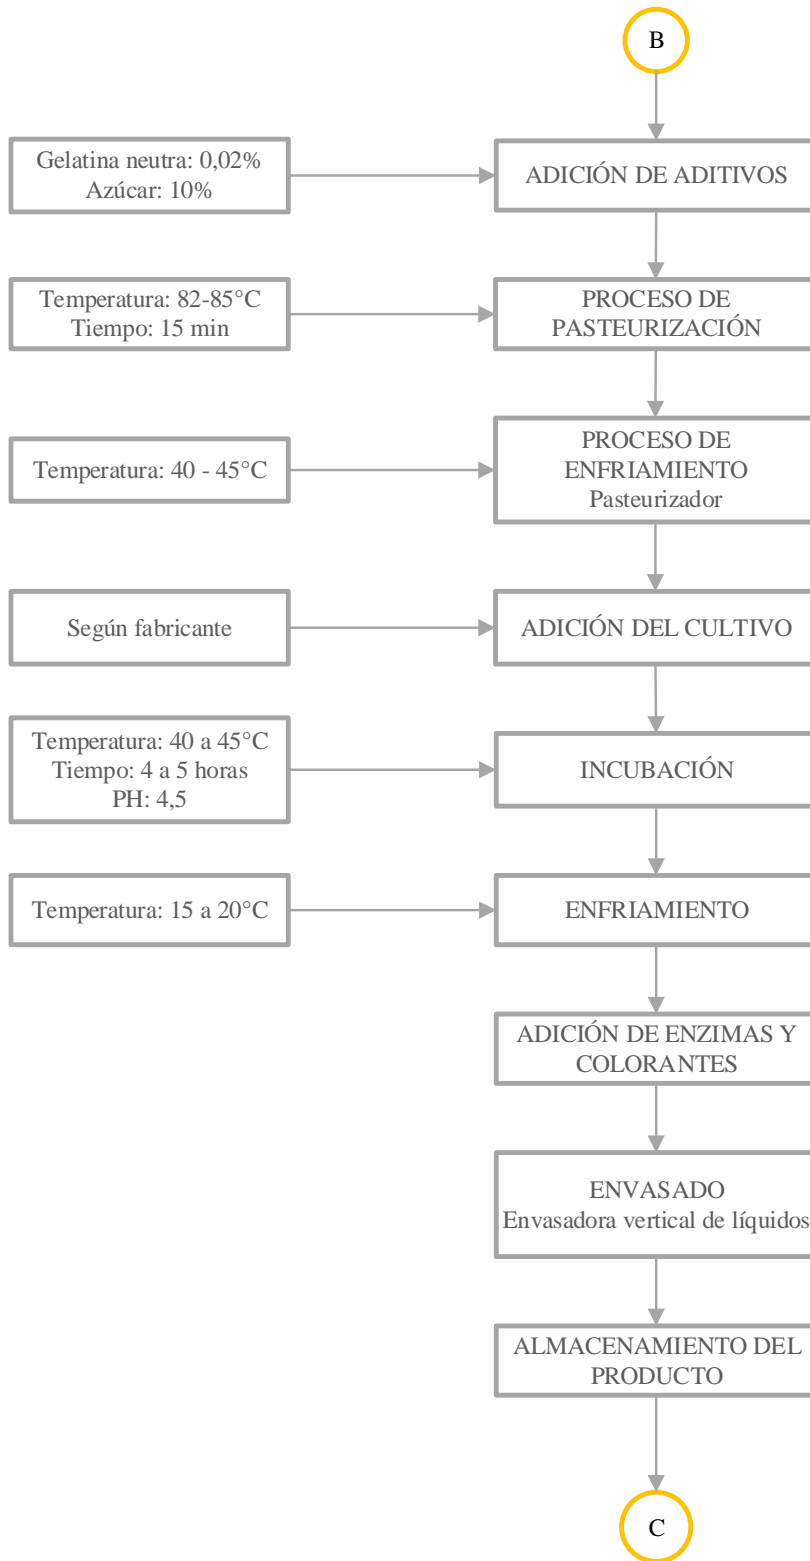 B
Gelatina neutra: 0,02%
Azúcar: 10%
ADICIÓN DE ADITIVOS
Temperatura: 82-85°C
Tiempo: 15 min
PROCESO DE
PASTEURIZACIÓN
Temperatura: 40 - 45°C
PROCESO DE
ENFRIAMIENTO
Pasteurizador
Según fabricante
ADICIÓN DEL CULTIVO
Temperatura: 40 a 45°C
Tiempo: 4 a 5 horas
PH: 4,5
INCUBACIÓN
Temperatura: 15 a 20°C
ENFRIAMIENTO
ADICIÓN DE ENZIMAS Y
COLORANTES
ENVASADO
Envasadora vertical de líquidos
ALMACENAMIENTO DEL
PRODUCTO
C